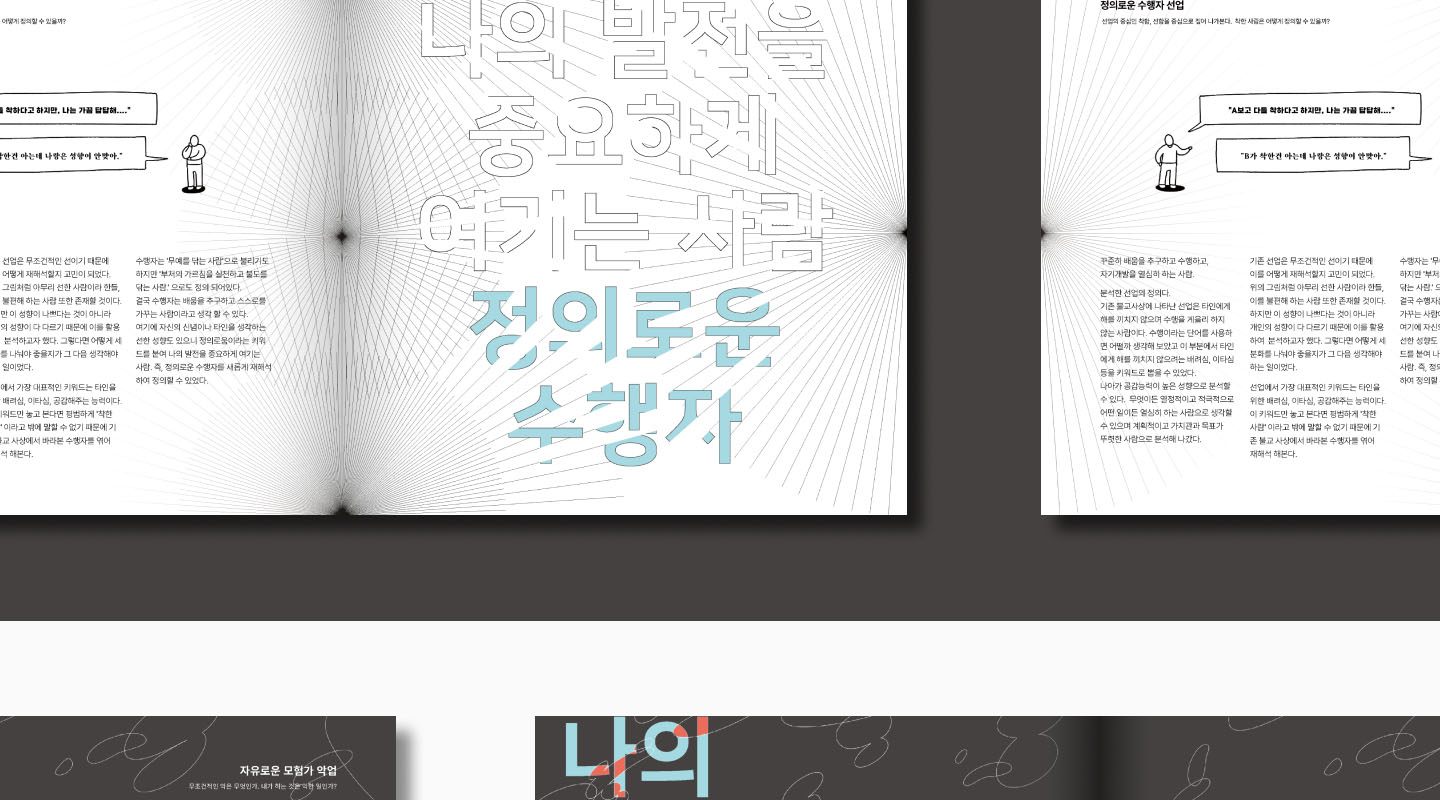 어떻게 정의할 수 있을까?
착하다고 하지만, 나는 가끔 답답해...."
착한건 아는데 나랑은 성향이 안맞아."
선업은 무조건적인 선이기 때문에
어떻게 재해석할지 고민이 되었다.
그림처럼 아무리 선한 사람이라 한들,
불편해 하는 사람 또한 존재할 것이다.
만 이 성향이 나쁘다는 것이 아니라
의 성향이 다 다르기 때문에 이를 활용
분석하고자 했다. 그렇다면 어떻게 세
를 나눠야 좋을지가 그 다음 생각해야
일이었다.
에서 가장 대표적인 키워드는 타인을
배려심, 이타심, 공감해주는 능력이다.
워드만 놓고 본다면 평범하게 '착한
' 이라고 밖에 말할 수 없기 때문에 기
교 사상에서 바라본 수행자를 엮어
석 해본다.
수행자는 '무예를 닦는 사람'으로 불리기도
하지만 '부처의 가르침을 실천하고 불도를
닦는 사람.' 으로도 정의 되어있다.
결국 수행자는 배움을 추구하고 스스로를
가꾸는 사람이라고 생각 할 수 있다.
여기에 자신의 신념이나 타인을 생각하는
선한 성향도 있으니 정의로움이라는 키워
드를 붙여 나의 발전을 중요하게 여기는
사람. 즉, 정의로운 수행자를 새롭게 재해석
하여 정의할 수 있었다.
나의 발전을
중요하게
여기는 사람
정의로운
수행자
정의로운 수행자 선업
선업의 중심인 착함, 선함을 중심으로 짚어 나가본다. 착한 사람은 어떻게 정의할 수 있을까?
"A보고 다들 착하다고 하지만, 나는 가끔 답답해...."
"B가 착한건 아는데 나랑은 성향이 안맞아."
꾸준히 배움을 추구하고 수행하고,
자기개발을 열심히 하는 사람.
분석한 선업의 정의다.
기존 불교사상에 나타난 선업은 타인에게
해를 끼치지 않으며 수행을 게을리 하지
않는 사람이다. 수행이라는 단어를 사용하
면 어떨까 생각해 보았고 이 부분에서 타인
에게 해를 끼치지 않으려는 배려심, 이타심
등을 키워드로 뽑을 수 있었다.
나아가 공감능력이 높은 성향으로 분석할
수 있다. 무엇이든 열정적이고 적극적으로
어떤 일이든 열심히 하는 사람으로 생각할
수 있으며 계획적이고 가치관과 목표가
뚜렷한 사람으로 분석해 나갔다.
기존 선업은 무조건적인 선이기 때문에
이를 어떻게 재해석할지 고민이 되었다.
위의 그림처럼 아무리 선한 사람이라 한들,
이를 불편해 하는 사람 또한 존재할 것이다.
하지만 이 성향이 나쁘다는 것이 아니라
개인의 성향이 다 다르기 때문에 이를 활용
하여 분석하고자 했다. 그렇다면 어떻게 세
분화를 나눠야 좋을지가 그 다음 생각해야
하는 일이었다.
선업에서 가장 대표적인 키워드는 타인을
위한 배려심, 이타심, 공감해주는 능력이다.
이 키워드만 놓고 본다면 평범하게 '착한
사람' 이라고 밖에 말할 수 없기 때문에 기
존 불교 사상에서 바라본 수행자를 엮어
재해석 해본다.
수행자는 '무
하지만 '부처
닦는 사람.' 으
결국 수행자는
가꾸는 사람이
여기에 자신의
선한 성향도
드를 붙여 나
사람. 즉, 정의
하여 정의할 수
자유로운 모험가 악업
무조건적인 악은 무엇인가. 내가 하는 것은 악한 일인가?
나의